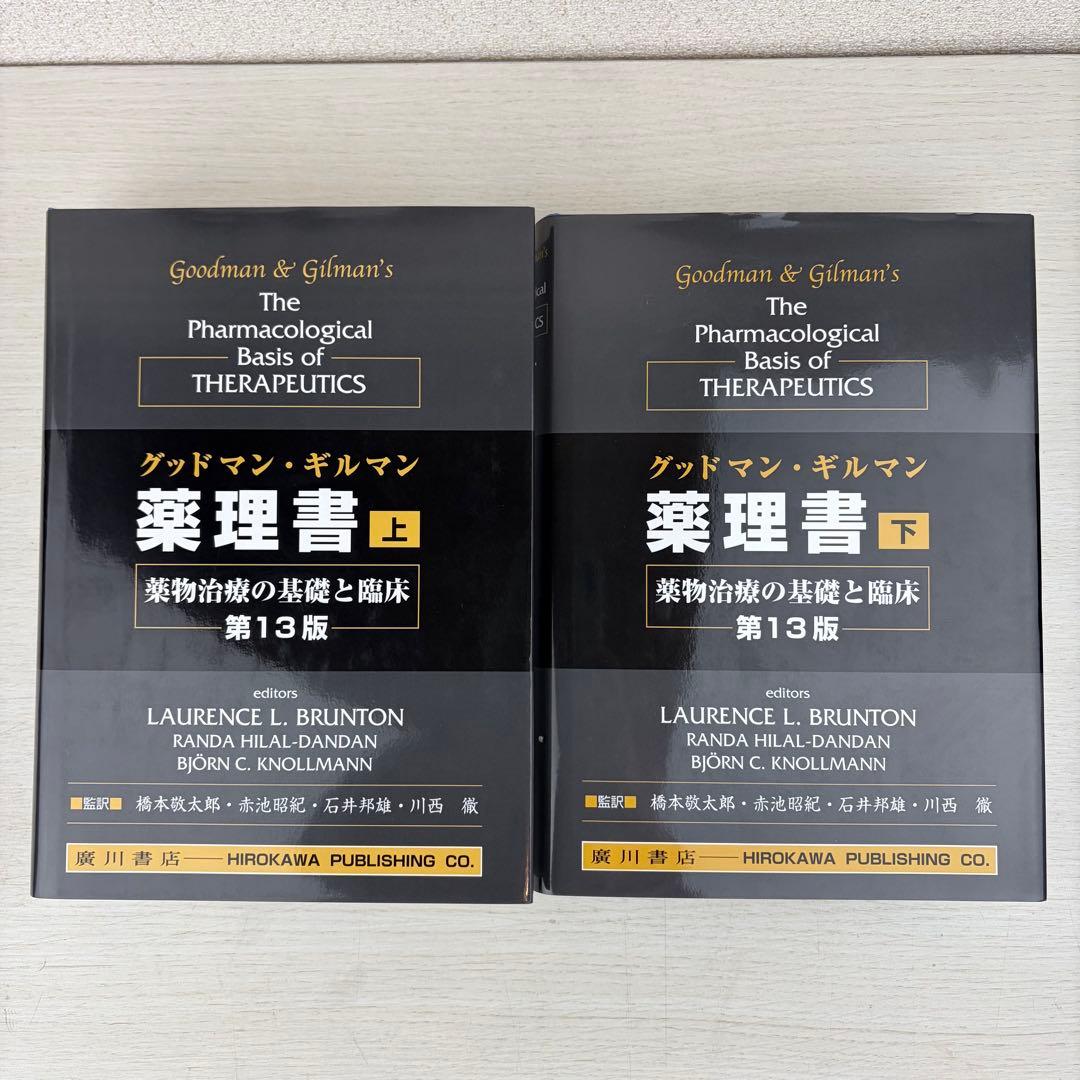 Goodman & Gilman's
The
Pharmacological
Basis of
THERAPEUTICS
グッドマン・ギルマン
薬理書 上
薬物治療の基礎と臨床
第13版
editors
LAURENCE L. BRUNTON
RANDA HILAL-DANDAN
BJÖRN C. KNOLLMANN
■監訳■ 橋本敬太郎・赤池昭紀・石井邦雄・川西 徹
廣川書店 — HIROKAWA PUBLISHING CO.
Goodman & Gilman's
The
Pharmacological
Basis of
THERAPEUTICS
グッドマン・ギルマン
薬理書 下
薬物治療の基礎と臨床
第13版
editors
LAURENCE L. BRUNTON
RANDA HILAL-DANDAN
BJÖRN C. KNOLLMANN
■監訳■ 橋本敬太郎・赤池昭紀・石井邦雄・川西 徹
廣川書店 — HIROKAWA PUBLISHING CO.